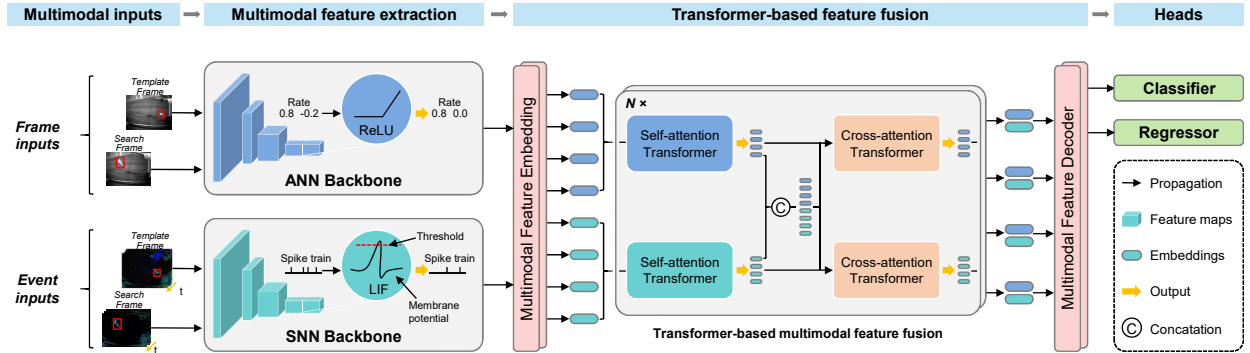 Multimodal inputs
Multimodal feature extraction
Transformer-based feature fusion
Heads
Frame
inputs
Template
Frame
Search
Frame
Rate
0.8 -0.2
ReLU
Rate
0.8 0.0
ANN Backbone
Event
inputs
Template
Frame
t
Search
Frame
t
Spike train
Threshold
Spike train
LIF
Membrane
potential
SNN Backbone
Multimodal Feature Embedding
N ×
Self-attention
Transformer
Cross-attention
Transformer
C
Self-attention
Transformer
Cross-attention
Transformer
Transformer-based multimodal feature fusion
Multimodal Feature Decoder
Classifier
Regressor
Propagation
Feature maps
Embeddings
Output
C Concatation